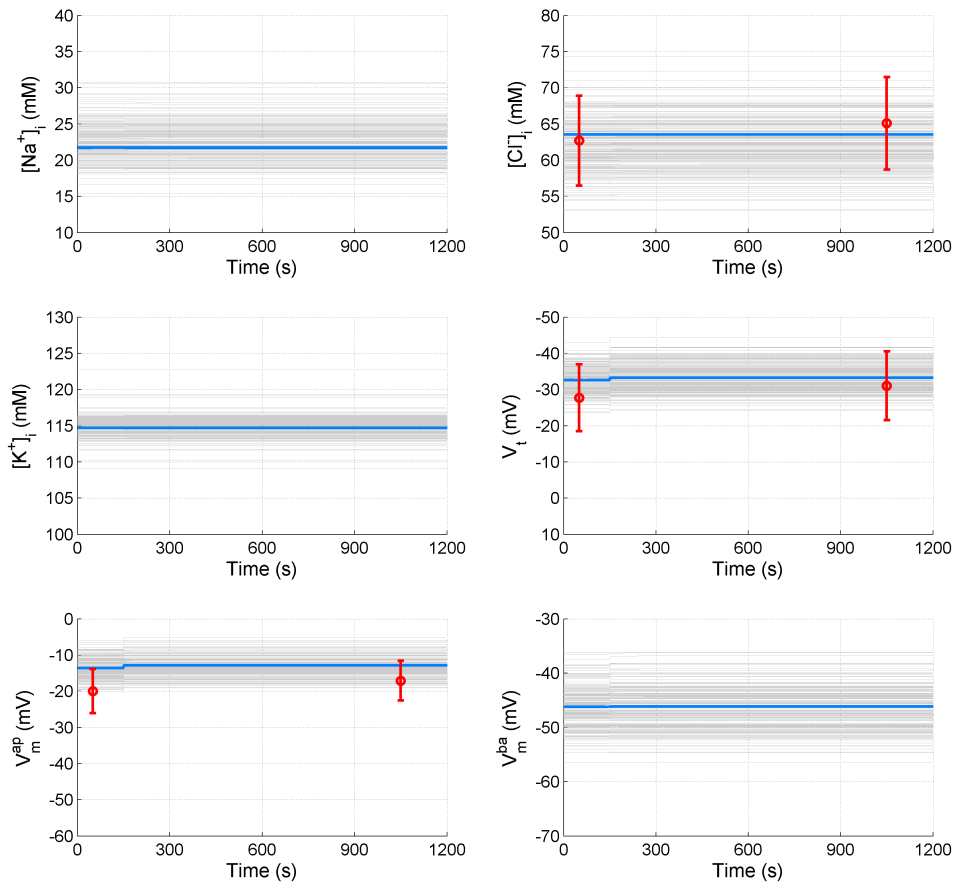 40
35
30
25
20
15
10
[Na⁺]ᵢ (mM)
0 300 600 900 1200
Time (s)
80
75
70
65
60
55
50
[Cl⁻]ᵢ (mM)
0 300 600 900 1200
Time (s)
130
125
120
115
110
105
100
[K⁺]ᵢ (mM)
0 300 600 900 1200
Time (s)
-50
-40
-30
-20
-10
0
10
Vₜ (mV)
0 300 600 900 1200
Time (s)
0
-10
-20
-30
-40
-50
-60
Vₘᵃᵖ (mV)
0 300 600 900 1200
Time (s)
-30
-40
-50
-60
-70
Vₘᵇᵃ (mV)
0 300 600 900 1200
Time (s)